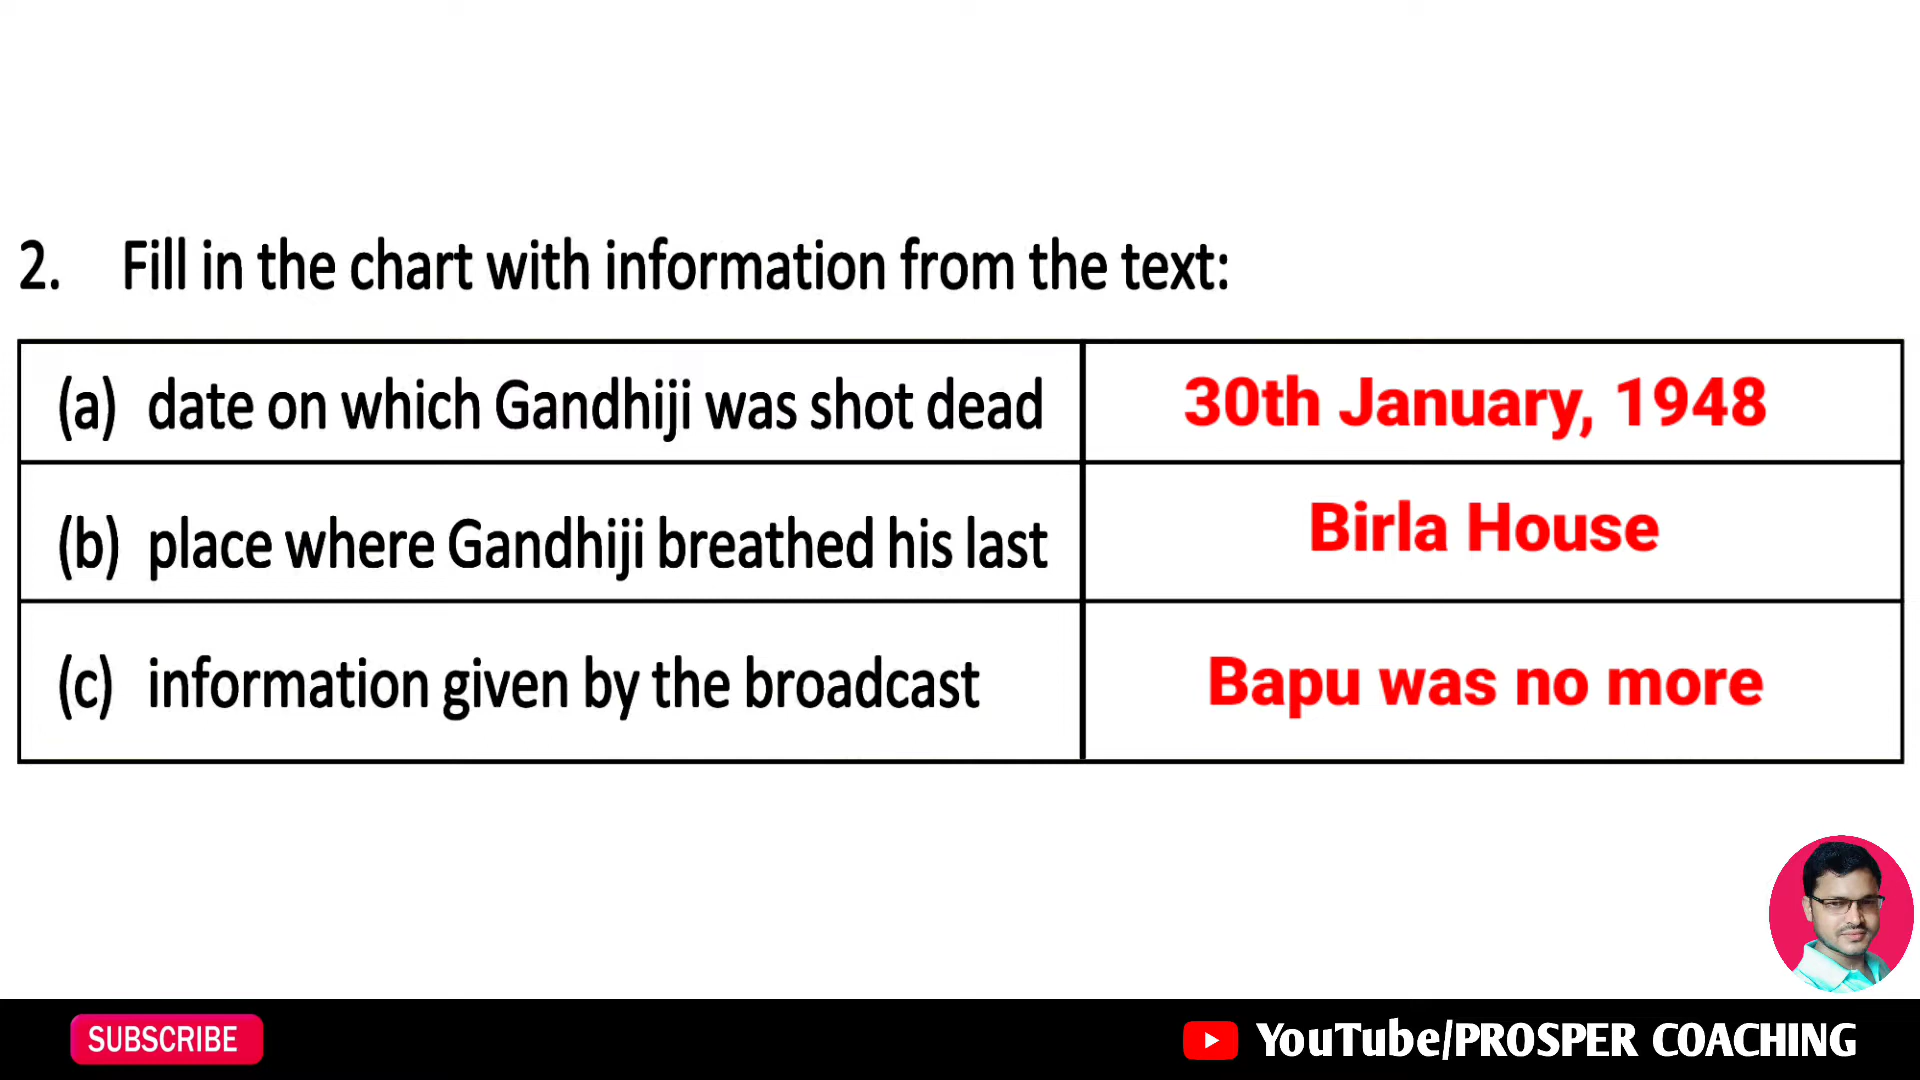 2. Fill in the chart with information from the text:
(a) date on which Gandhiji was shot dead
30th January, 1948
(b) place where Gandhiji breathed his last
Birla House
(c) information given by the broadcast
Bapu was no more
SUBSCRIBE
YouTube/PROSPER COACHING